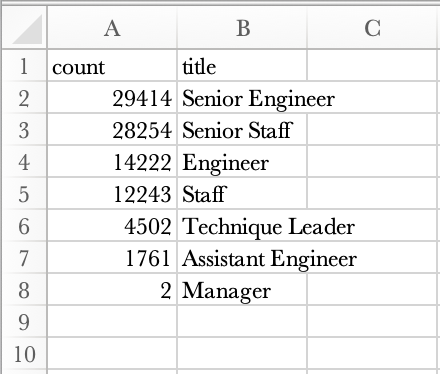 A B C
1 count title
2 29414 Senior Engineer
3 28254 Senior Staff
4 14222 Engineer
5 12243 Staff
6 4502 Technique Leader
7 1761 Assistant Engineer
8 2 Manager
9
10